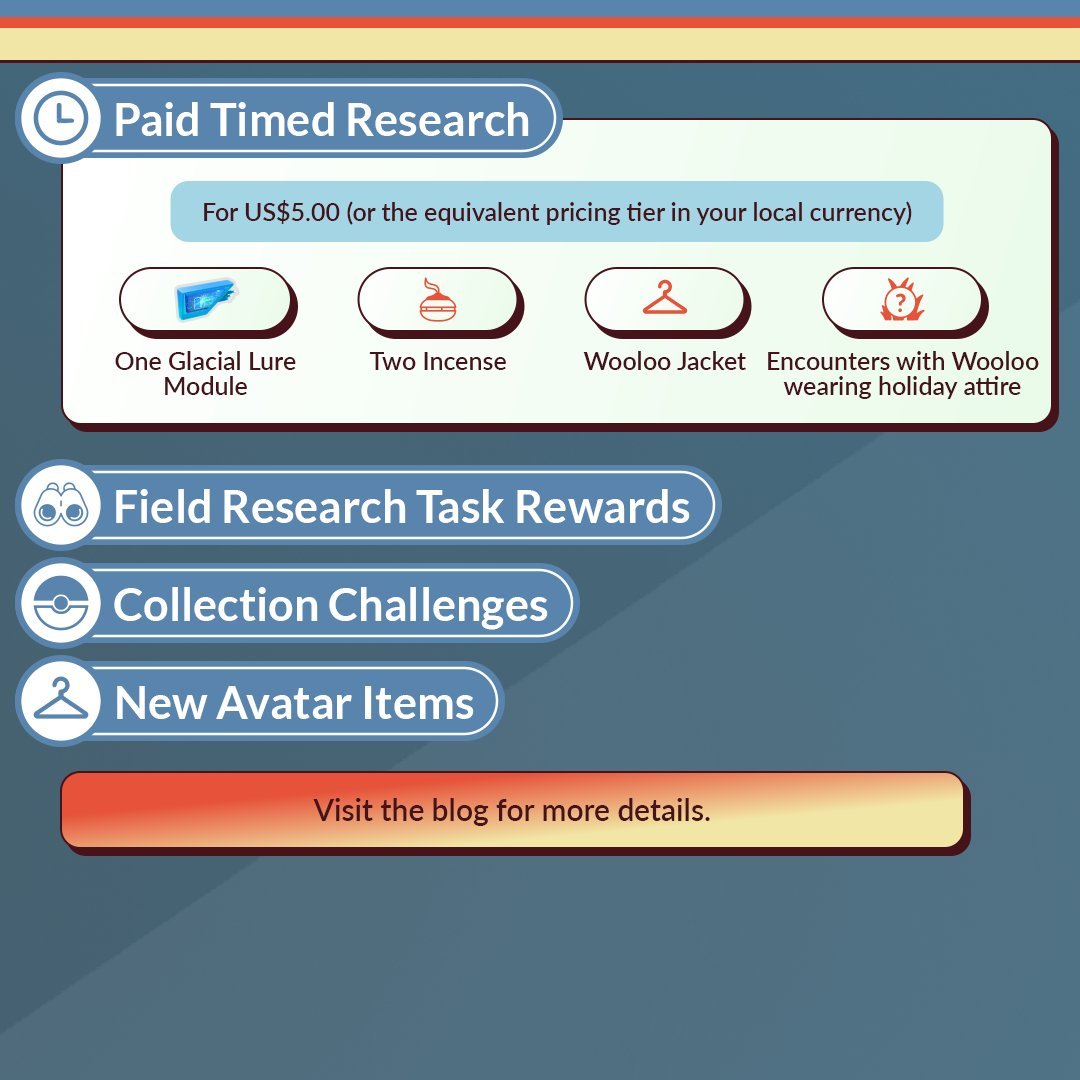 Paid Timed Research
For US$5.00 (or the equivalent pricing tier in your local currency)
One Glacial Lure
Module
Two Incense
Wooloo Jacket
Encounters with Wooloo
wearing holiday attire
Field Research Task Rewards
Collection Challenges
New Avatar Items
Visit the blog for more details.